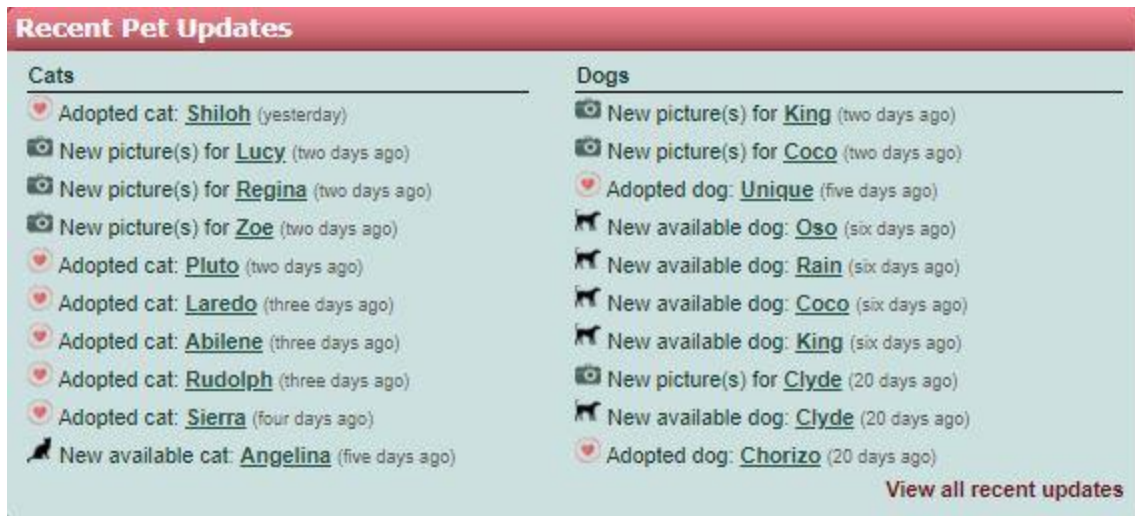 Recent Pet Updates
Cats
Adopted cat: Shiloh (yesterday)
New picture(s) for Lucy (two days ago)
New picture(s) for Regina (two days ago)
New picture(s) for Zoe (two days ago)
Adopted cat: Pluto (two days ago)
Adopted cat: Laredo (three days ago)
Adopted cat: Abilene (three days ago)
Adopted cat: Rudolph (three days ago)
Adopted cat: Sierra (four days ago)
New available cat: Angelina (five days ago)
Dogs
New picture(s) for King (two days ago)
New picture(s) for Coco (two days ago)
Adopted dog: Unique (five days ago)
New available dog: Oso (six days ago)
New available dog: Rain (six days ago)
New available dog: Coco (six days ago)
New available dog: King (six days ago)
New picture(s) for Clyde (20 days ago)
New available dog: Clyde (20 days ago)
Adopted dog: Chorizo (20 days ago)
View all recent updates